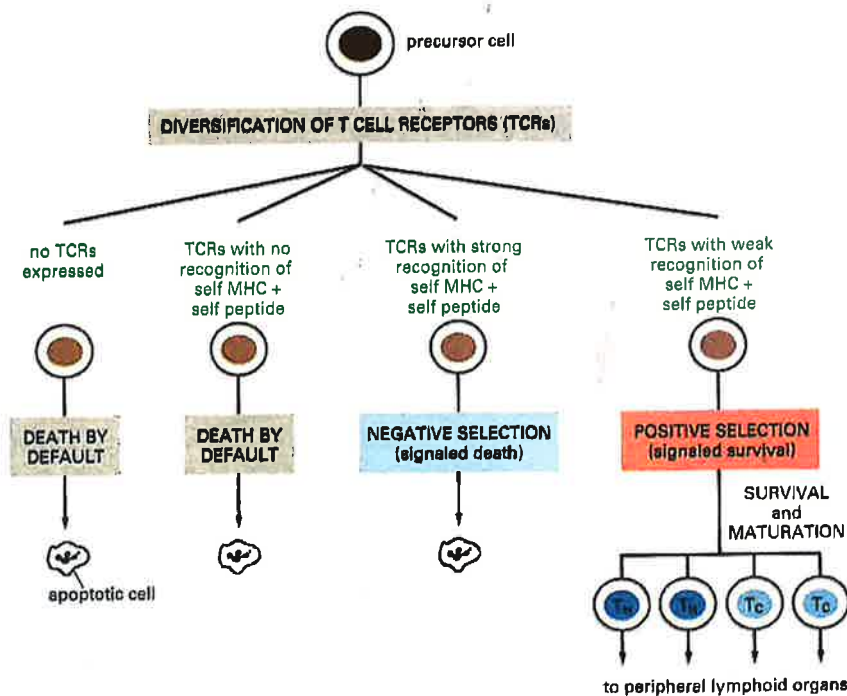 precursor cell
DIVERSIFICATION OF T CELL RECEPTORS (TCRs)
no TCRs
expressed
TCRs with no
recognition of
self MHC +
self peptide
TCRs with strong
recognition of
self MHC +
self peptide
TCRs with weak
recognition of
self MHC +
self peptide
DEATH BY
DEFAULT
DEATH BY
DEFAULT
NEGATIVE SELECTION
(signaled death)
POSITIVE SELECTION
(signaled survival)
SURVIVAL
and
MATURATION
apoptotic cell
TH
TH
TC
TC
to peripheral lymphoid organs